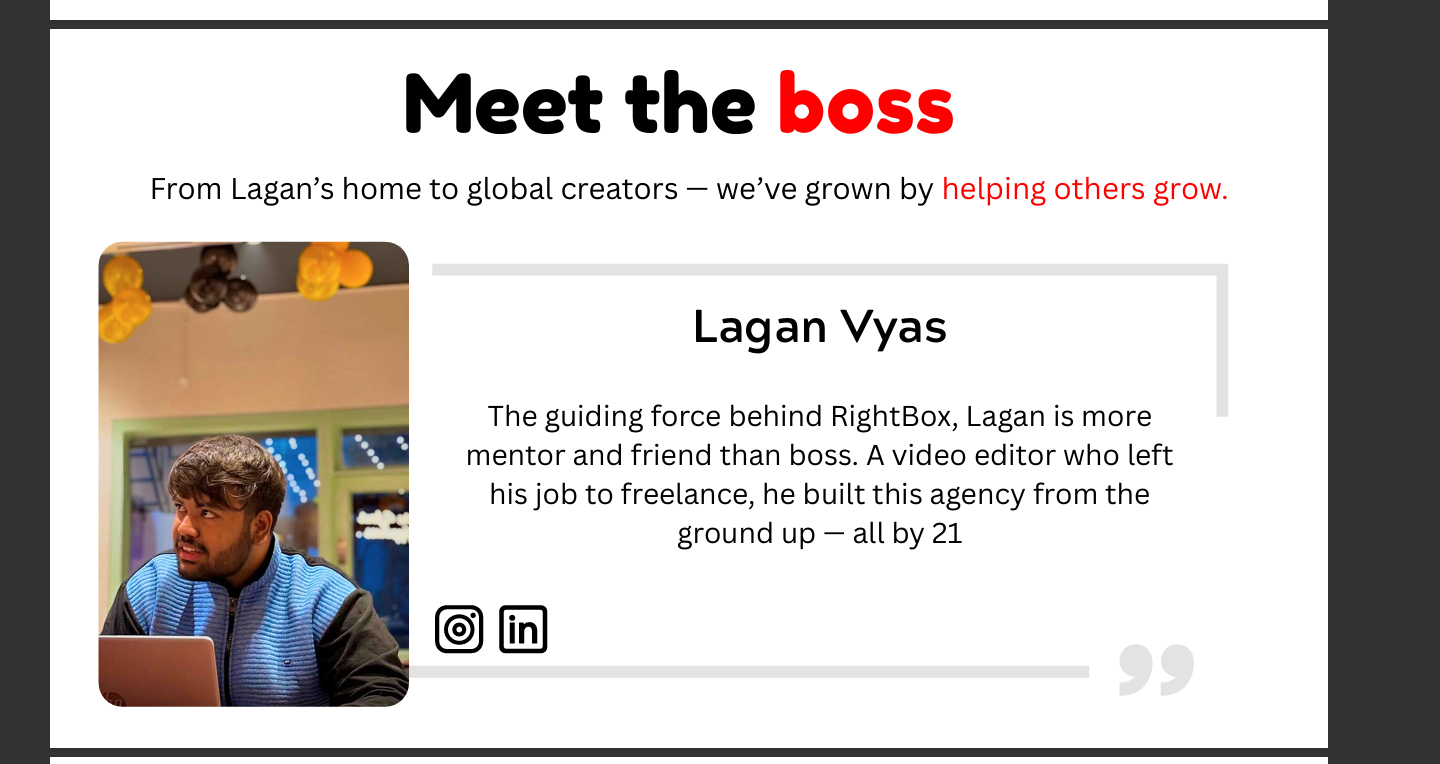 Meet the boss
From Lagan’s home to global creators — we’ve grown by helping others grow.
Lagan Vyas
The guiding force behind RightBox, Lagan is more
mentor and friend than boss. A video editor who left
his job to freelance, he built this agency from the
ground up — all by 21
in